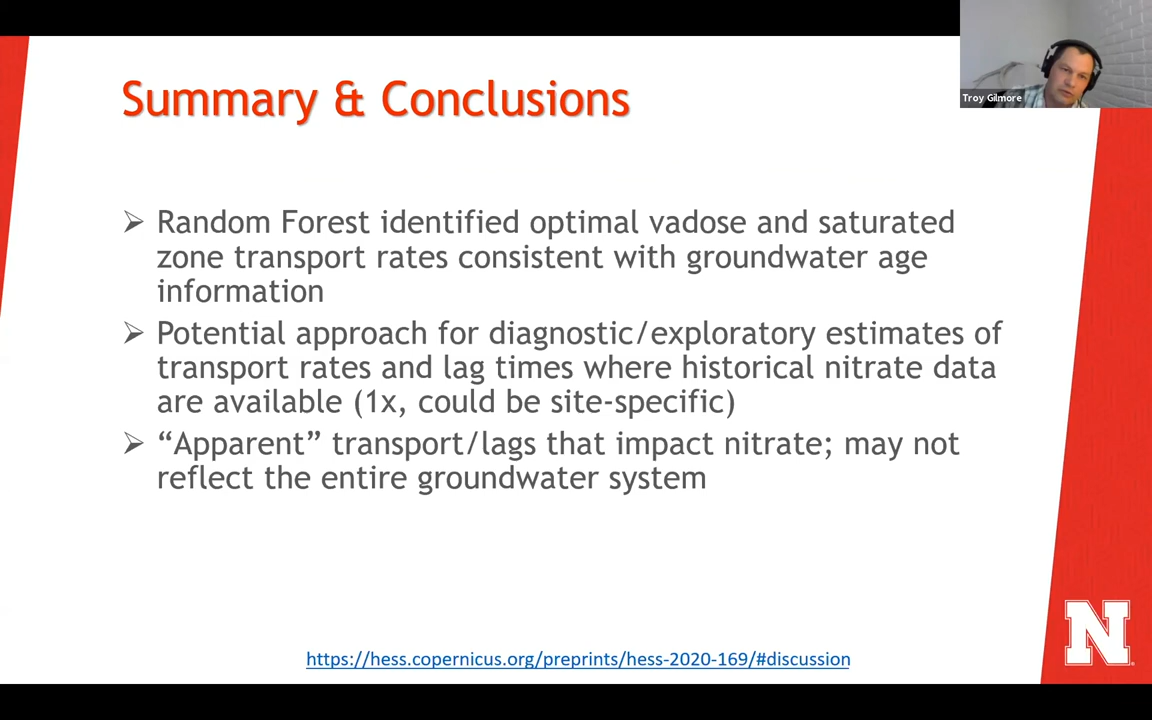 Troy Gilmore
Summary & Conclusions
➢ Random Forest identified optimal vadose and saturated
zone transport rates consistent with groundwater age
information
➢ Potential approach for diagnostic/exploratory estimates of
transport rates and lag times where historical nitrate data
are available (1x, could be site-specific)
➢ “Apparent” transport/lags that impact nitrate; may not
reflect the entire groundwater system
https://hess.copernicus.org/preprints/hess-2020-169/#discussion
N